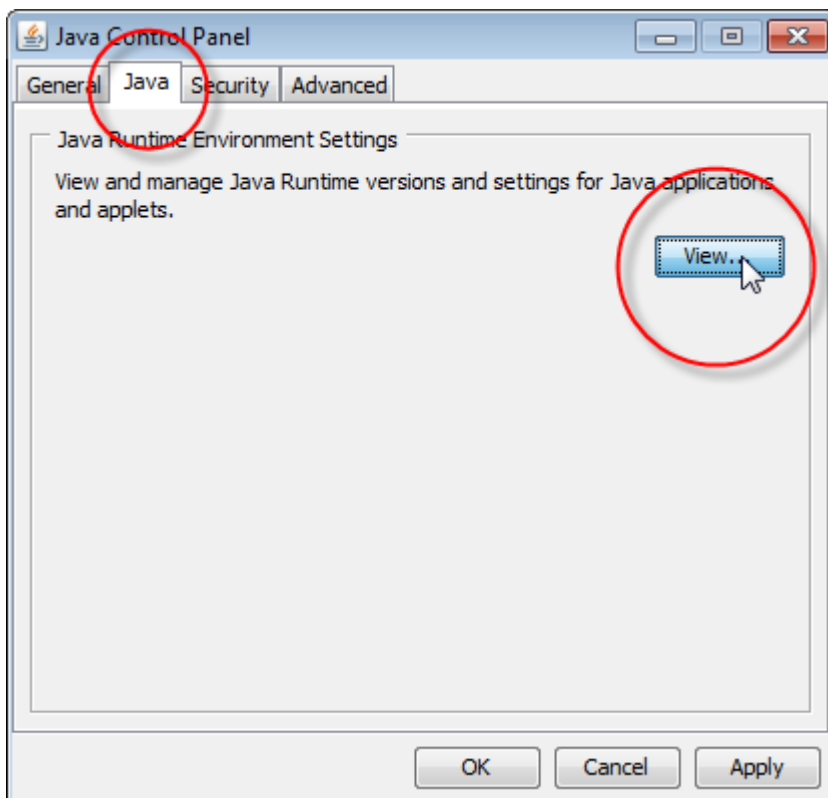 Java Control Panel
General Java Security Advanced
Java Runtime Environment Settings
View and manage Java Runtime versions and settings for Java applications
and applets.
View...
OK Cancel Apply